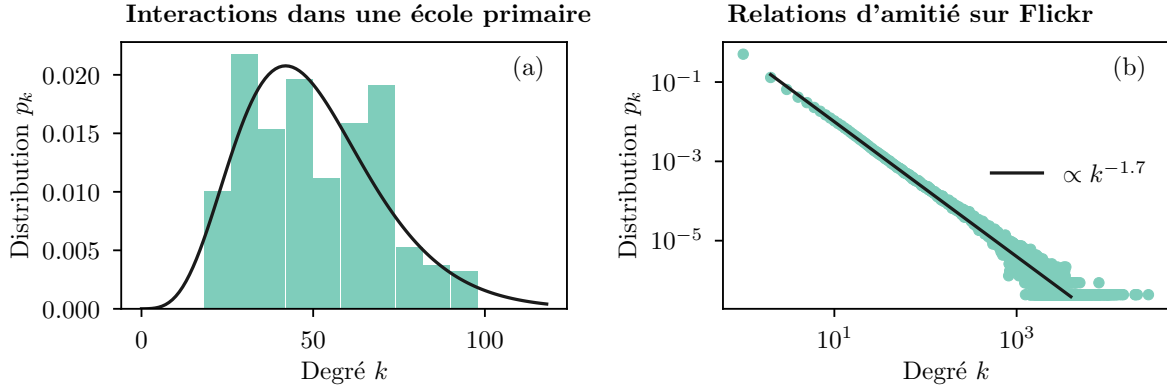 Interactions dans une école primaire
(a)
Distribution p_k
0.020
0.015
0.010
0.005
0.000
0
50
100
Degré k
Relations d'amitié sur Flickr
(b)
Distribution p_k
10^{-1}
10^{-3}
10^{-5}
∝ k^{-1.7}
10^1
10^3
Degré k